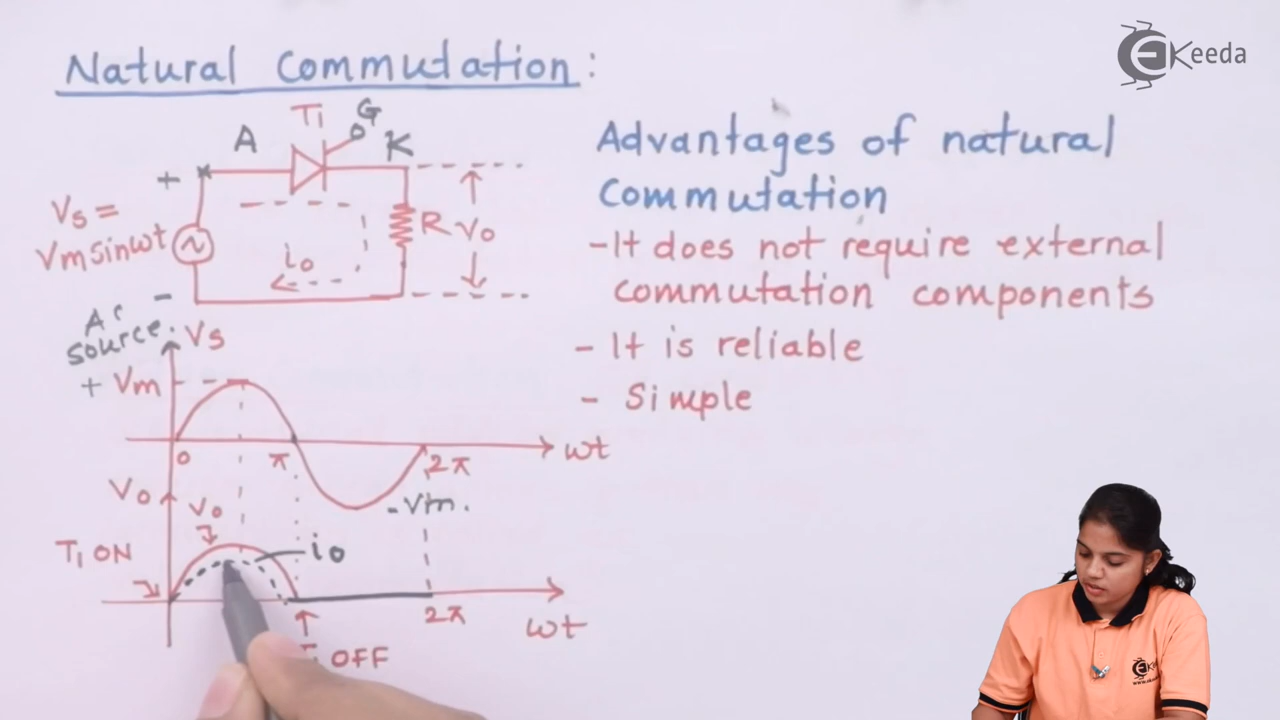 Natural Commutation:
EKeeda
T1
G
A
K
+
Vs =
Vm sin wt
R
Vo
io
-
AC
source.
Advantages of natural
Commutation
- It does not require external
commutation components
- It is reliable
- Simple
Vs
+ Vm
0
π
2π
ωt
- Vm.
Vo
Vo
T1 ON
io
2π
ωt
OFF